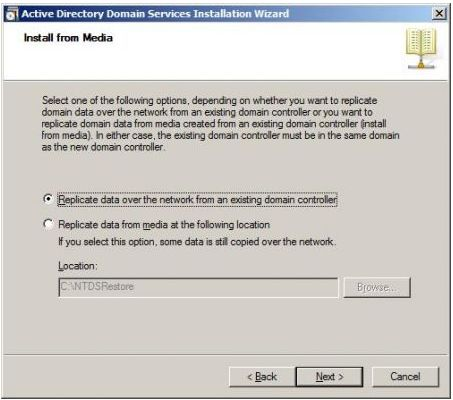 Active Directory Domain Services Installation Wizard
Install from Media
Select one of the following options, depending on whether you want to replicate
domain data over the network from an existing domain controller or you want to
replicate domain data from media created from an existing domain controller (install
from media). In either case, the existing domain controller must be in the same domain
as the new domain controller.
Replicate data over the network from an existing domain controller
Replicate data from media at the following location
If you select this option, some data is still copied over the network.
Location:
C:\NTDSRestore
Browse...
< Back
Next >
Cancel